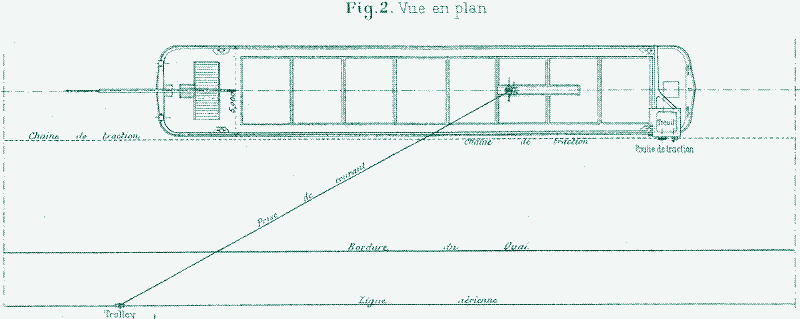 Fig.2. Vue en plan
Chaîne de traction
Chaîne de traction
Treuil
Poulie de traction
Prise de courant
Bordure du Quai
Ligne aérienne
Trolley